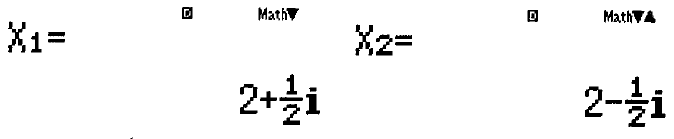 D Math▼
X₁=
2+1/2i
D Math▼▲
X₂=
2-1/2i